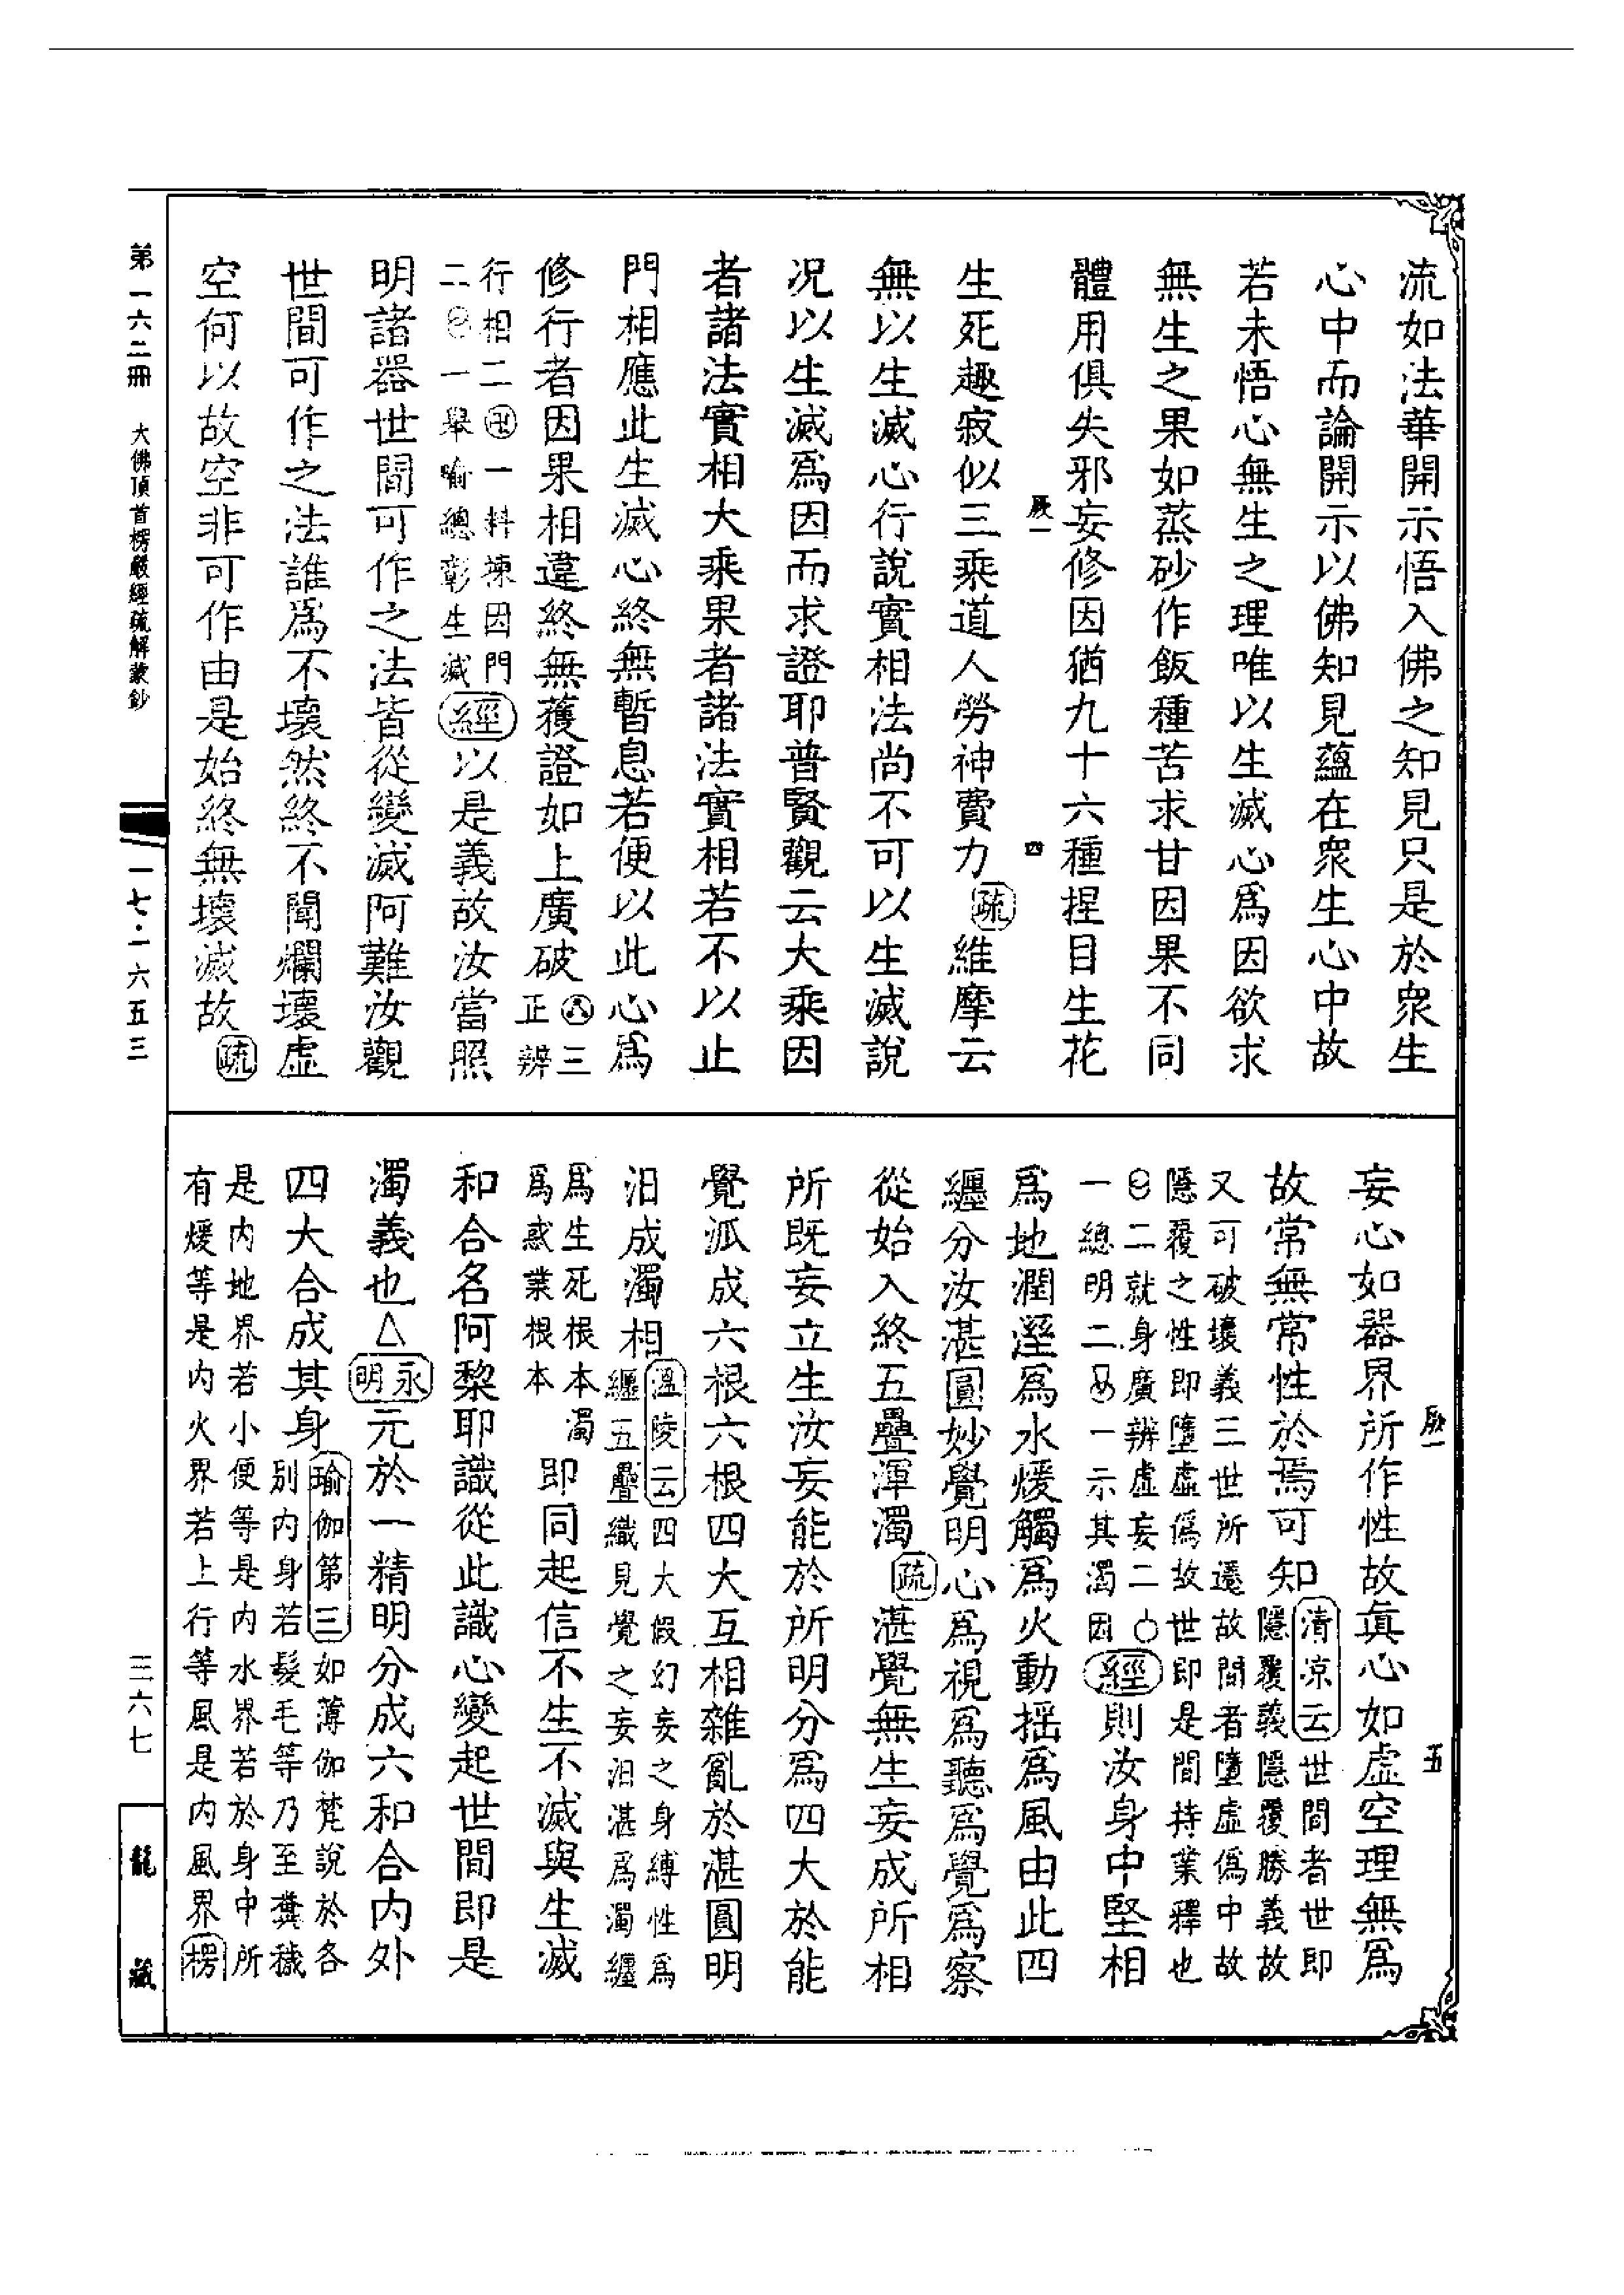 流如法華開示悟入佛之知見只是於衆生
心中而論開示以佛知見蘊在衆生心中故
若未悟心無生之理唯以生滅心爲因欲求
無生之果如蒸砂作飯種苦求甘因果不同
體用俱失邪妄修因猶九十六種捏目生花
厥一 四
生死趣寂似三乘道人勞神費力疏維摩云
無以生滅心行說實相法尚不可以生滅說
况以生滅爲因而求證耶普賢觀云大乘因
者諸法實相大乘果者諸法實相若不以止
門相應此生滅心終無暫息若便以此心爲
修行者因果相違終無獲證如上廣破
三
正辨
行相二卍一料揀因門
二 一舉喻總彰生滅
經以是義故汝當照
明諸器世間可作之法皆從變滅阿難汝觀
世間可作之法誰爲不壞然終不聞爛壞虛
空何以故空非可作由是始終無壞滅故疏
妄心如器界所作性故真心如虛空理無爲
厥一 五
故常無常性於焉可知
清凉云世間者世即
隱覆義隱覆勝義故
又可破壞義三世所遷故間者墮虛僞中故
隱覆之性即墮虛僞故世即是間持業釋也
二就身廣辨虛妄二
一總明二 一示其濁因
經則汝身中堅相
爲地潤溼爲水煖觸爲火動摇爲風由此四
纏分汝湛圓妙覺明心爲視爲聽爲覺爲察
從始入終五疊渾濁疏湛覺無生妄成所相
所既妄立生汝妄能於所明分爲四大於能
覺派成六根六根四大互相雜亂於湛圓明
汩成濁相
溫陵云四大假幻妄之身縛性爲
纏五疊織見覺之妄汩湛爲濁纏
爲生死根本濁
爲惑業根本
即同起信不生不滅與生滅
和合名阿黎耶識從此識心變起世間即是
濁義也△永明元於一精明分成六和合内外
四大合成其身
瑜伽第三如薄伽梵說於各
別内身若髮毛等乃至糞穢
是内地界若小便等是内水界若於身中所
有煖等是内火界若上行等風是内風界楞
第一六二冊 大佛頂首楞嚴經疏解蒙鈔
一七·一六五三
三六七
龍藏